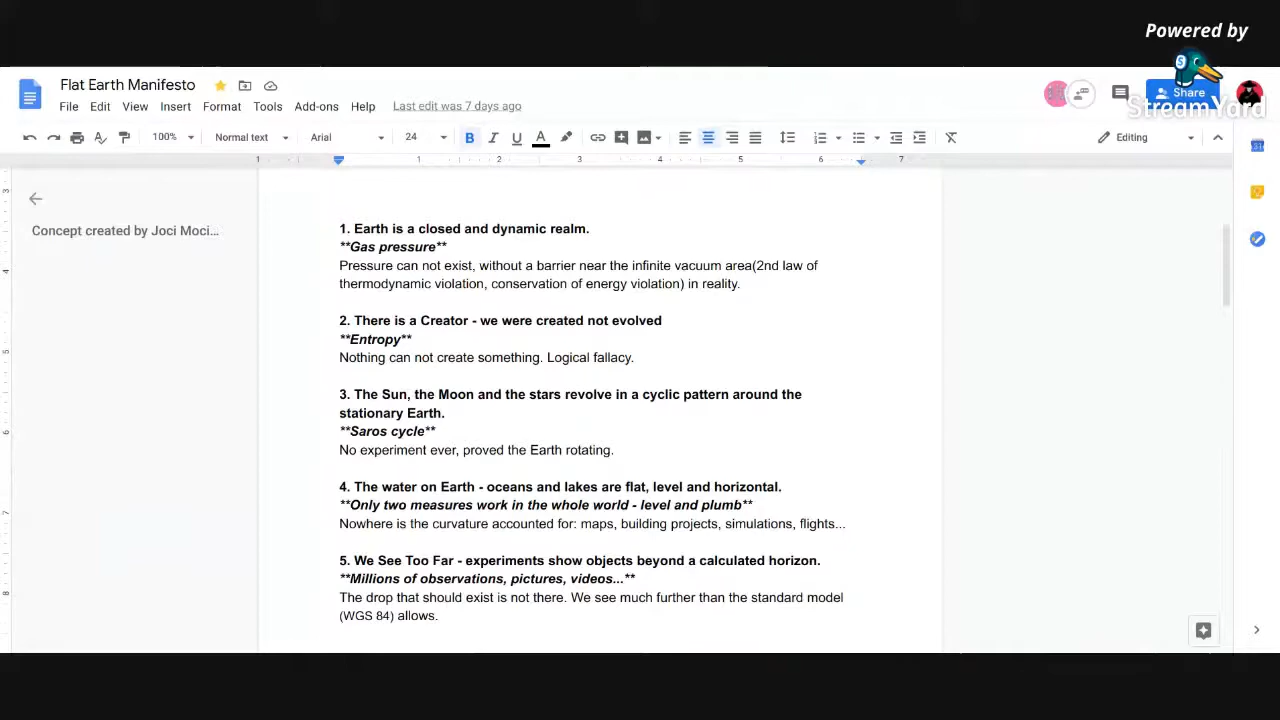 Powered by
StreamYard
Flat Earth Manifesto
File Edit View Insert Format Tools Add-ons Help Last edit was 7 days ago
Share
100% Normal text Arial 24 B I U A Editing
1 1 2 3 4 5 6 7
Concept created by Joci Moci...
1. Earth is a closed and dynamic realm.
**Gas pressure**
Pressure can not exist, without a barrier near the infinite vacuum area(2nd law of
thermodynamic violation, conservation of energy violation) in reality.
2. There is a Creator - we were created not evolved
**Entropy**
Nothing can not create something. Logical fallacy.
3. The Sun, the Moon and the stars revolve in a cyclic pattern around the
stationary Earth.
**Saros cycle**
No experiment ever, proved the Earth rotating.
4. The water on Earth - oceans and lakes are flat, level and horizontal.
**Only two measures work in the whole world - level and plumb**
Nowhere is the curvature accounted for: maps, building projects, simulations, flights...
5. We See Too Far - experiments show objects beyond a calculated horizon.
**Millions of observations, pictures, videos...**
The drop that should exist is not there. We see much further than the standard model
(WGS 84) allows.